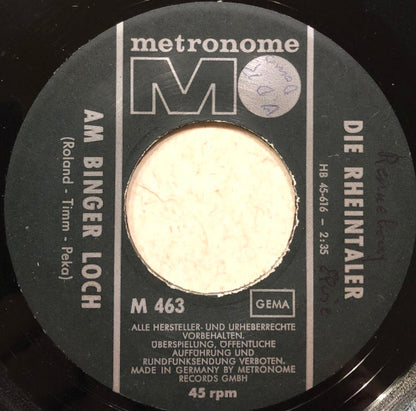 metronome
M
AM BINGER LOCH
(Roland - Timm - Peka)
DIE RHEINTALER
HB 45-616 - 2:35
M 463
GEMA
ALLE HERSTELLER- UND URHEBERRECHTE
VORBEHALTEN.
ÜBERSPIELUNG, ÖFFENTLICHE
AUFFÜHRUNG UND
RUNDFUNKSENDUNG VERBOTEN.
MADE IN GERMANY BY METRONOME
RECORDS GMBH
45 rpm